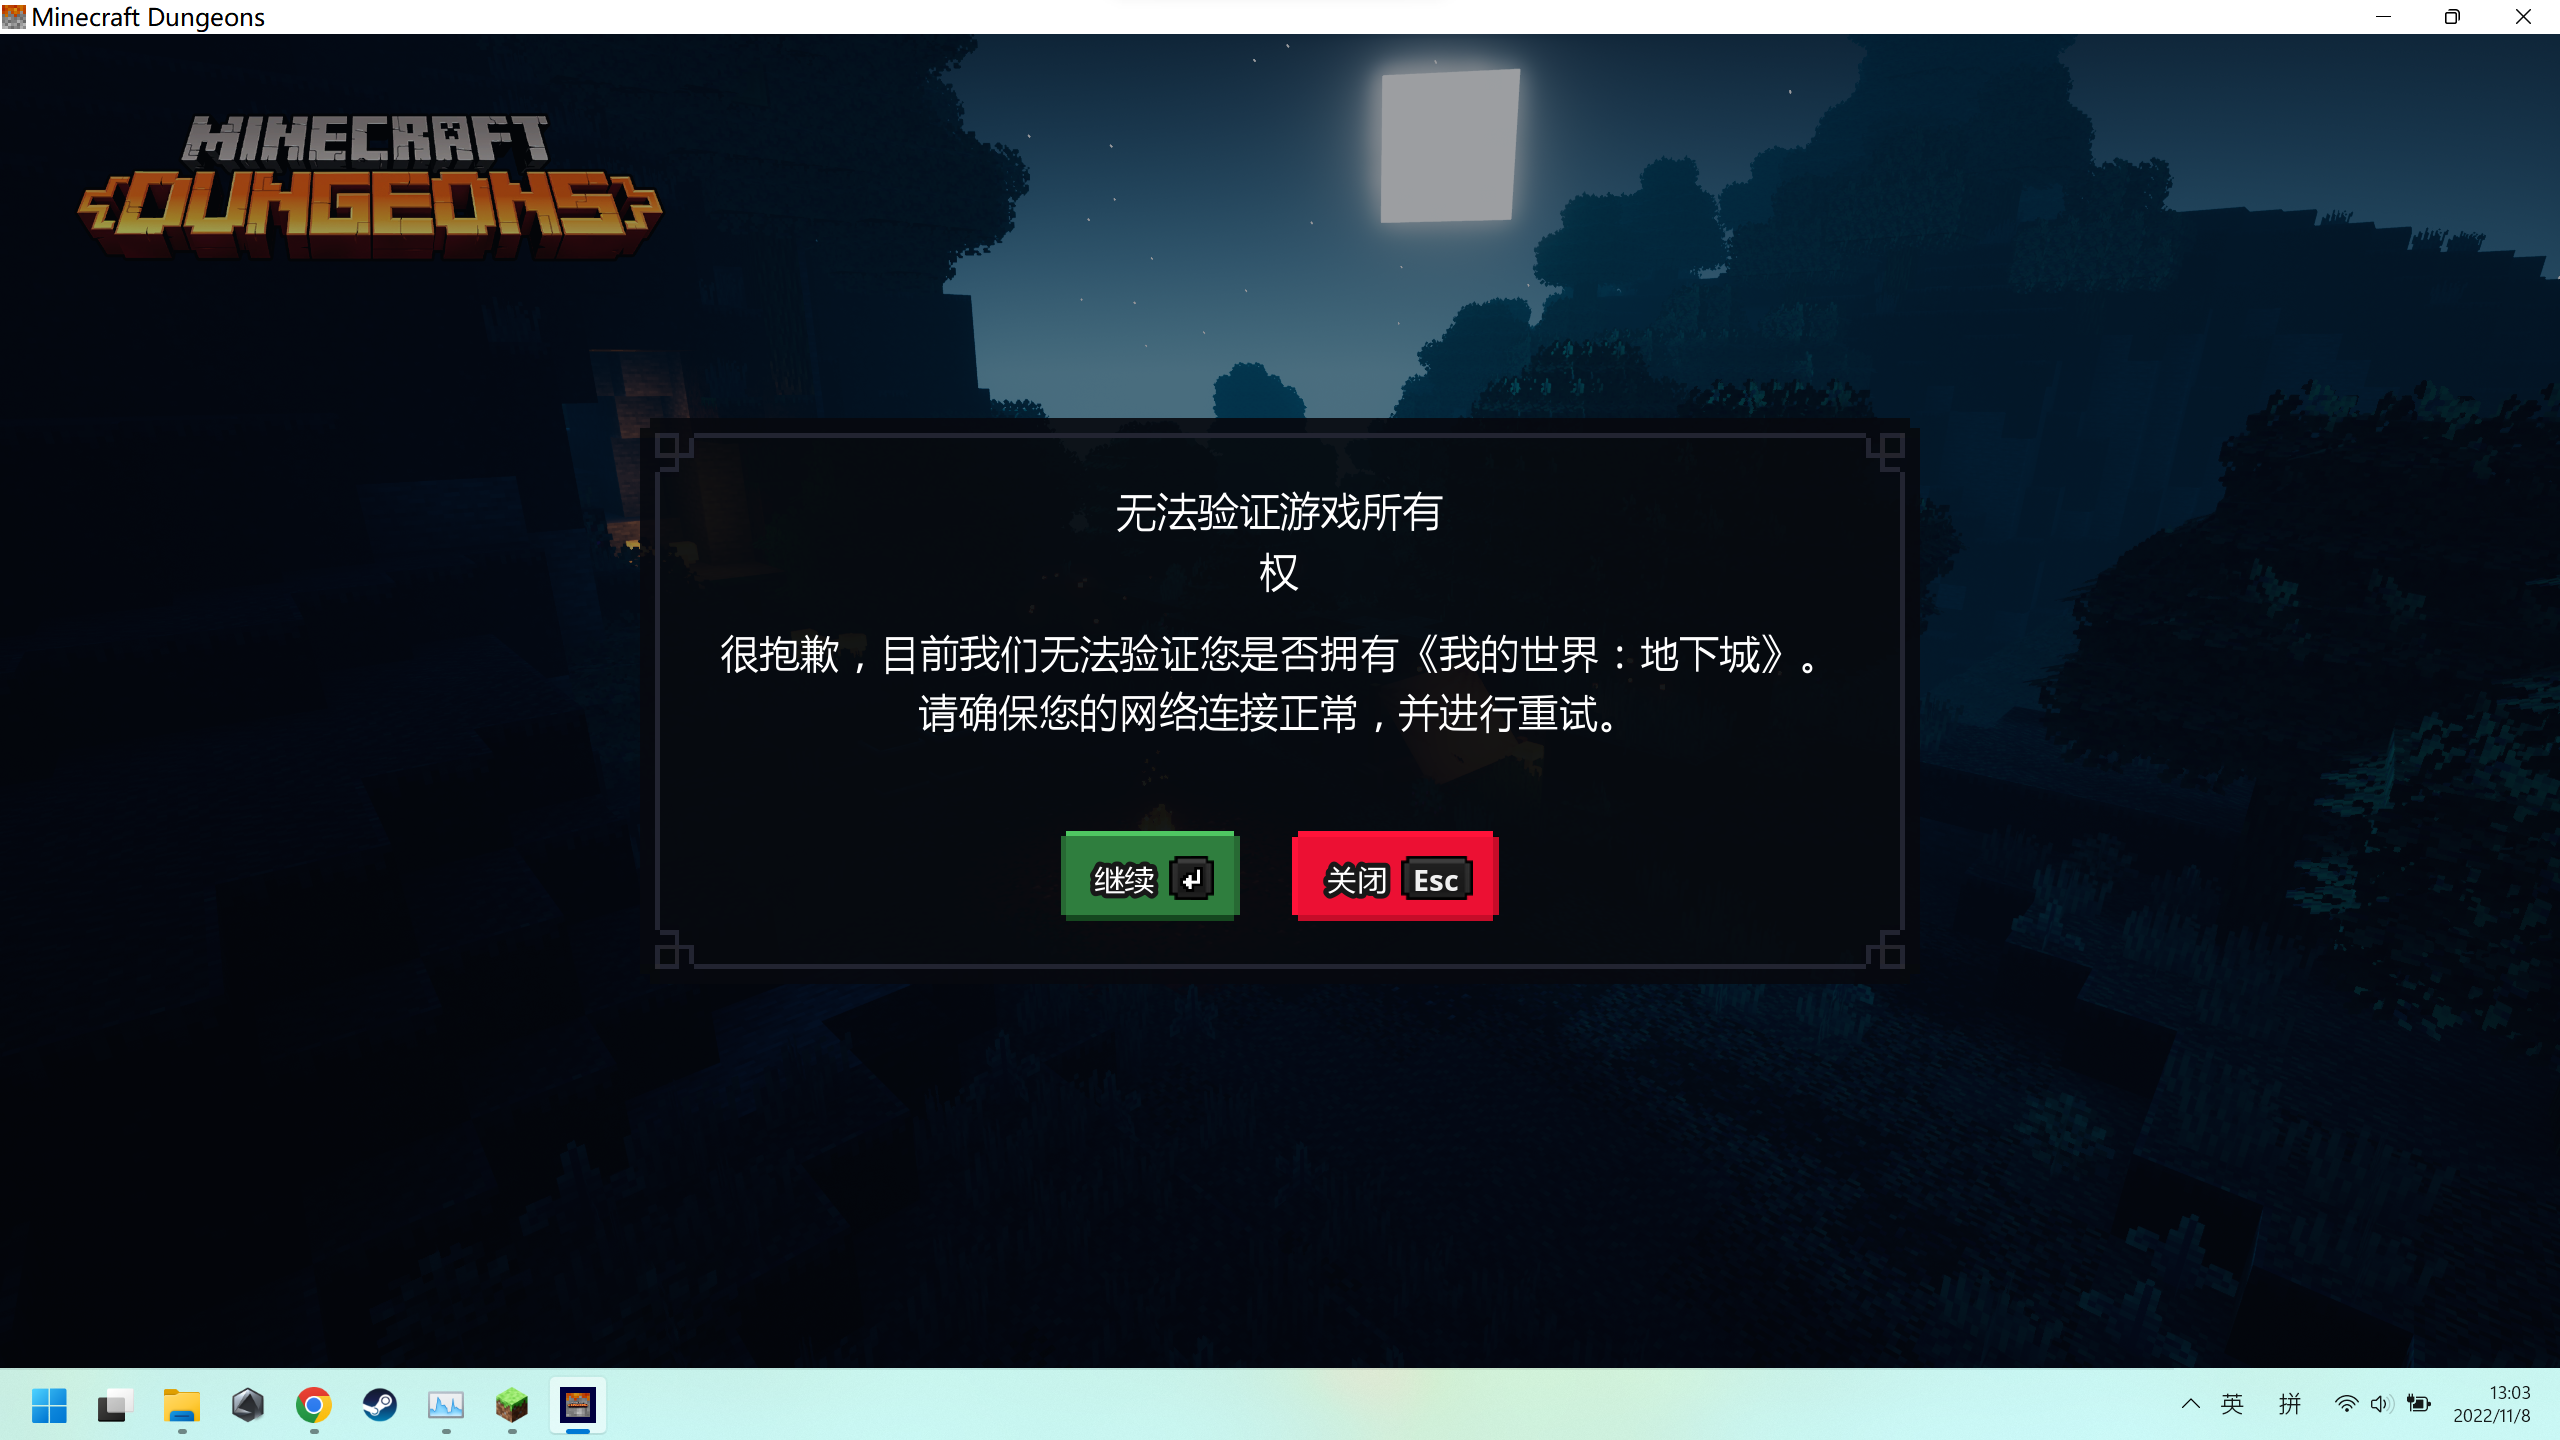 Minecraft Dungeons
MINECRAFT
DUNGEONS
无法验证游戏所有
权
很抱歉，目前我们无法验证您是否拥有《我的世界：地下城》。
请确保您的网络连接正常，并进行重试。
继续
关闭 Esc
英 拼
13:03
2022/11/8